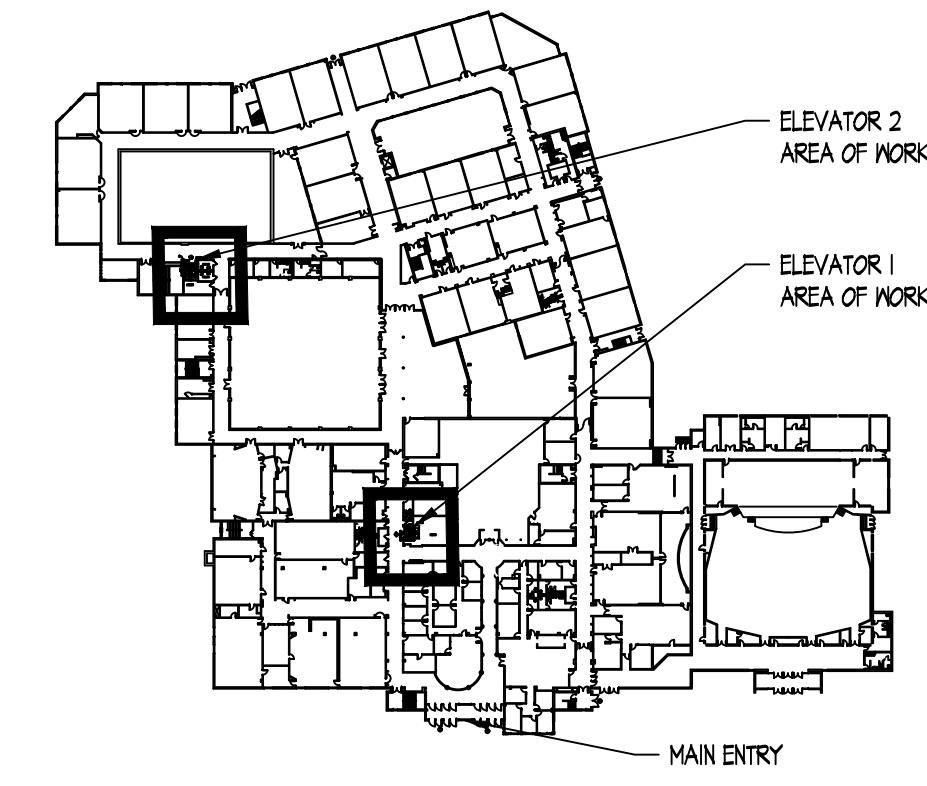 ELEVATOR 2
AREA OF WORK
ELEVATOR 1
AREA OF WORK
MAIN ENTRY